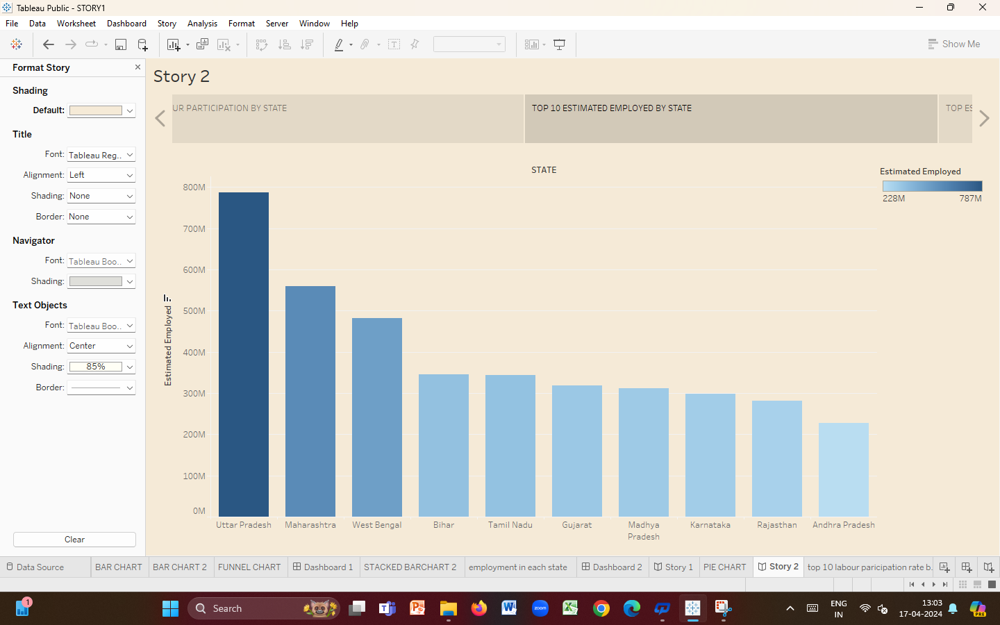 Tableau Public - STORY1
File Data Worksheet Dashboard Story Analysis Format Server Window Help
Show Me
Format Story
Shading
Default:
Title
Font: Tableau Reg..
Alignment: Left
Shading: None
Border: None
Navigator
Font: Tableau Boo..
Shading:
Text Objects
Font: Tableau Boo..
Alignment: Center
Shading: 85%
Border:
Clear
Story 2
UR PARTICIPATION BY STATE
TOP 10 ESTIMATED EMPLOYED BY STATE
TOP ES
STATE
Estimated Employed
228M 787M
Estimated Employed
800M
700M
600M
500M
400M
300M
200M
100M
0M
Uttar Pradesh Maharashtra West Bengal Bihar Tamil Nadu Gujarat Madhya Pradesh Karnataka Rajasthan Andhra Pradesh
Data Source BAR CHART BAR CHART 2 FUNNEL CHART Dashboard 1 STACKED BARCHART 2 employment in each state Dashboard 2 Story 1 PIE CHART Story 2 top 10 labour paricipation rate b..
1
Search
zoom
ENG
IN
13:03
17-04-2024
PRE